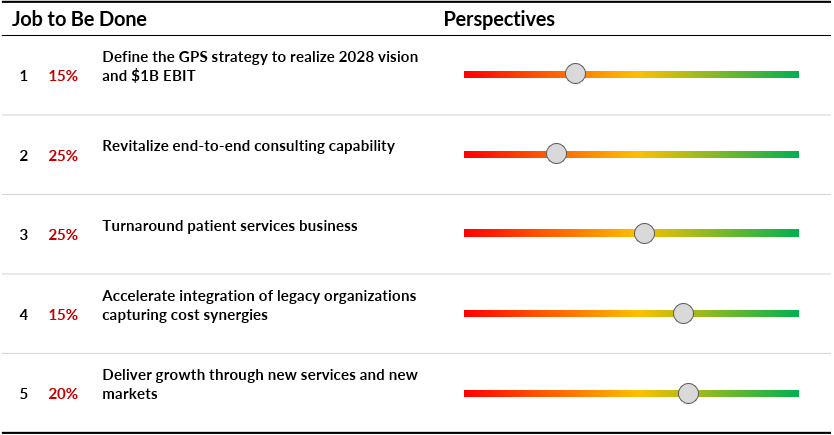 Job to Be Done Perspectives
Define the GPS strategy to realize 2028 vision
1 15% and $1B EBIT
2 25% Revitalize end-to-end consulting capability
3 25% Turnaround patient services business
Accelerate integration of legacy organizations
4 15% capturing cost synergies
Deliver growth through new services and new
5 20% markets